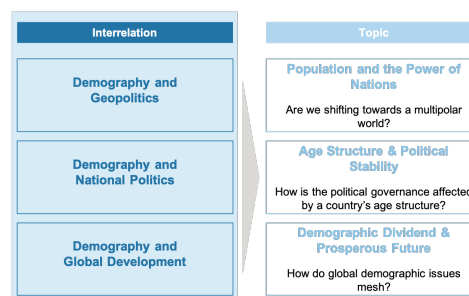 Interrelation
Topic
Demography and
Geopolitics
Population and the Power of
Nations
Are we shifting towards a multipolar
world?
Demography and
National Politics
Age Structure & Political
Stability
How is the political governance affected
by a country's age structure?
Demography and
Global Development
Demographic Dividend &
Prosperous Future
How do global demographic issues
mesh?